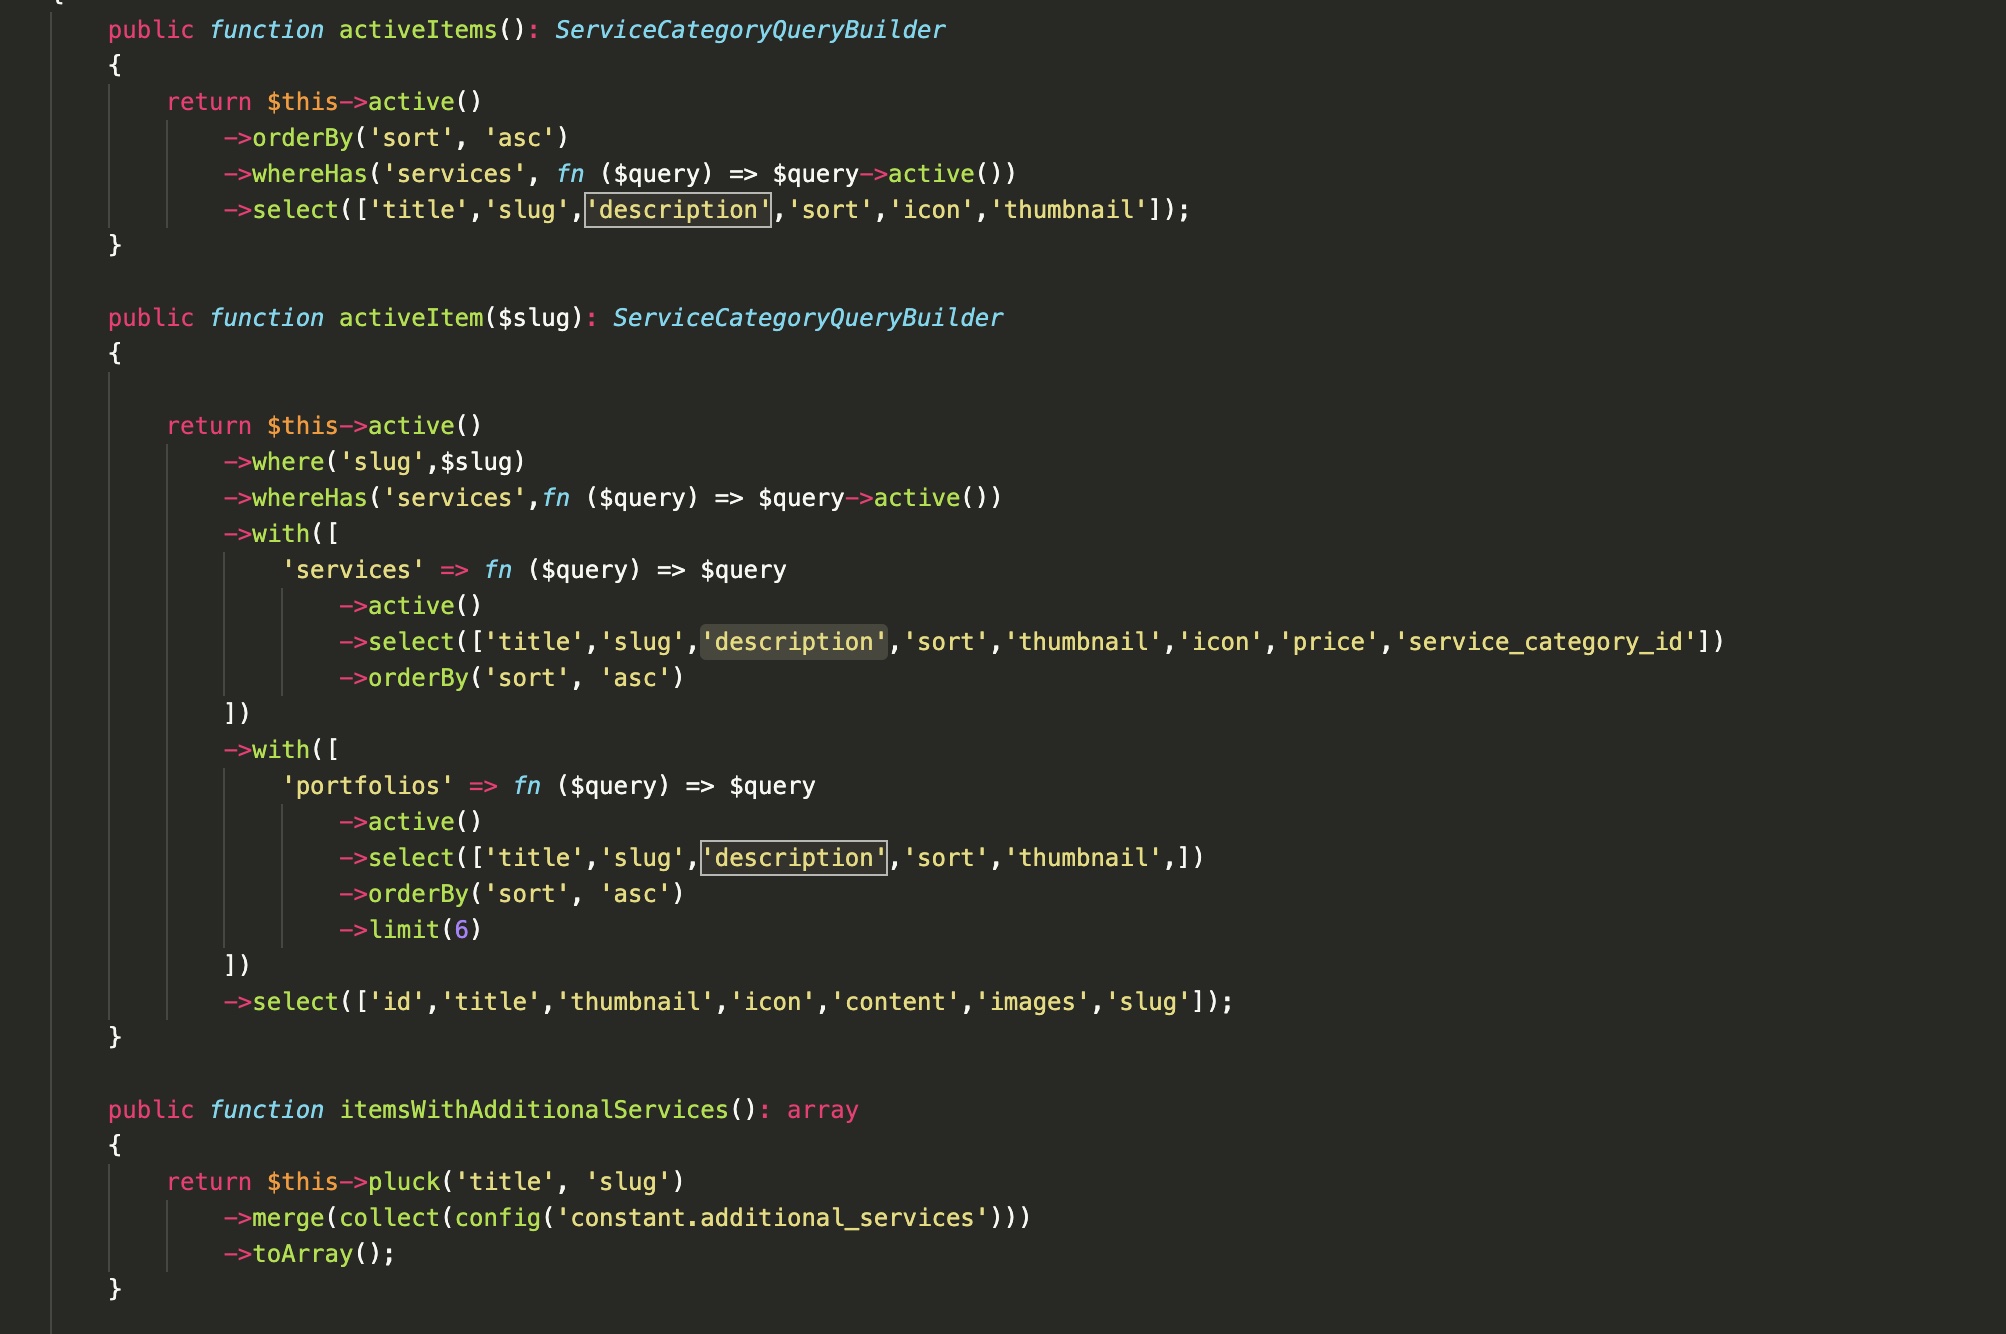 {
public function activeItems(): ServiceCategoryQueryBuilder
{
return $this->active()
->orderBy('sort', 'asc')
->whereHas('services', fn ($query) => $query->active())
->select(['title','slug','description','sort','icon','thumbnail']);
}
public function activeItem($slug): ServiceCategoryQueryBuilder
{
return $this->active()
->where('slug',$slug)
->whereHas('services',fn ($query) => $query->active())
->with([
'services' => fn ($query) => $query
->active()
->select(['title','slug','description','sort','thumbnail','icon','price','service_category_id'])
->orderBy('sort', 'asc')
])
->with([
'portfolios' => fn ($query) => $query
->active()
->select(['title','slug','description','sort','thumbnail',])
->orderBy('sort', 'asc')
->limit(6)
])
->select(['id','title','thumbnail','icon','content','images','slug']);
}
public function itemsWithAdditionalServices(): array
{
return $this->pluck('title', 'slug')
->merge(collect(config('constant.additional_services')))
->toArray();
}